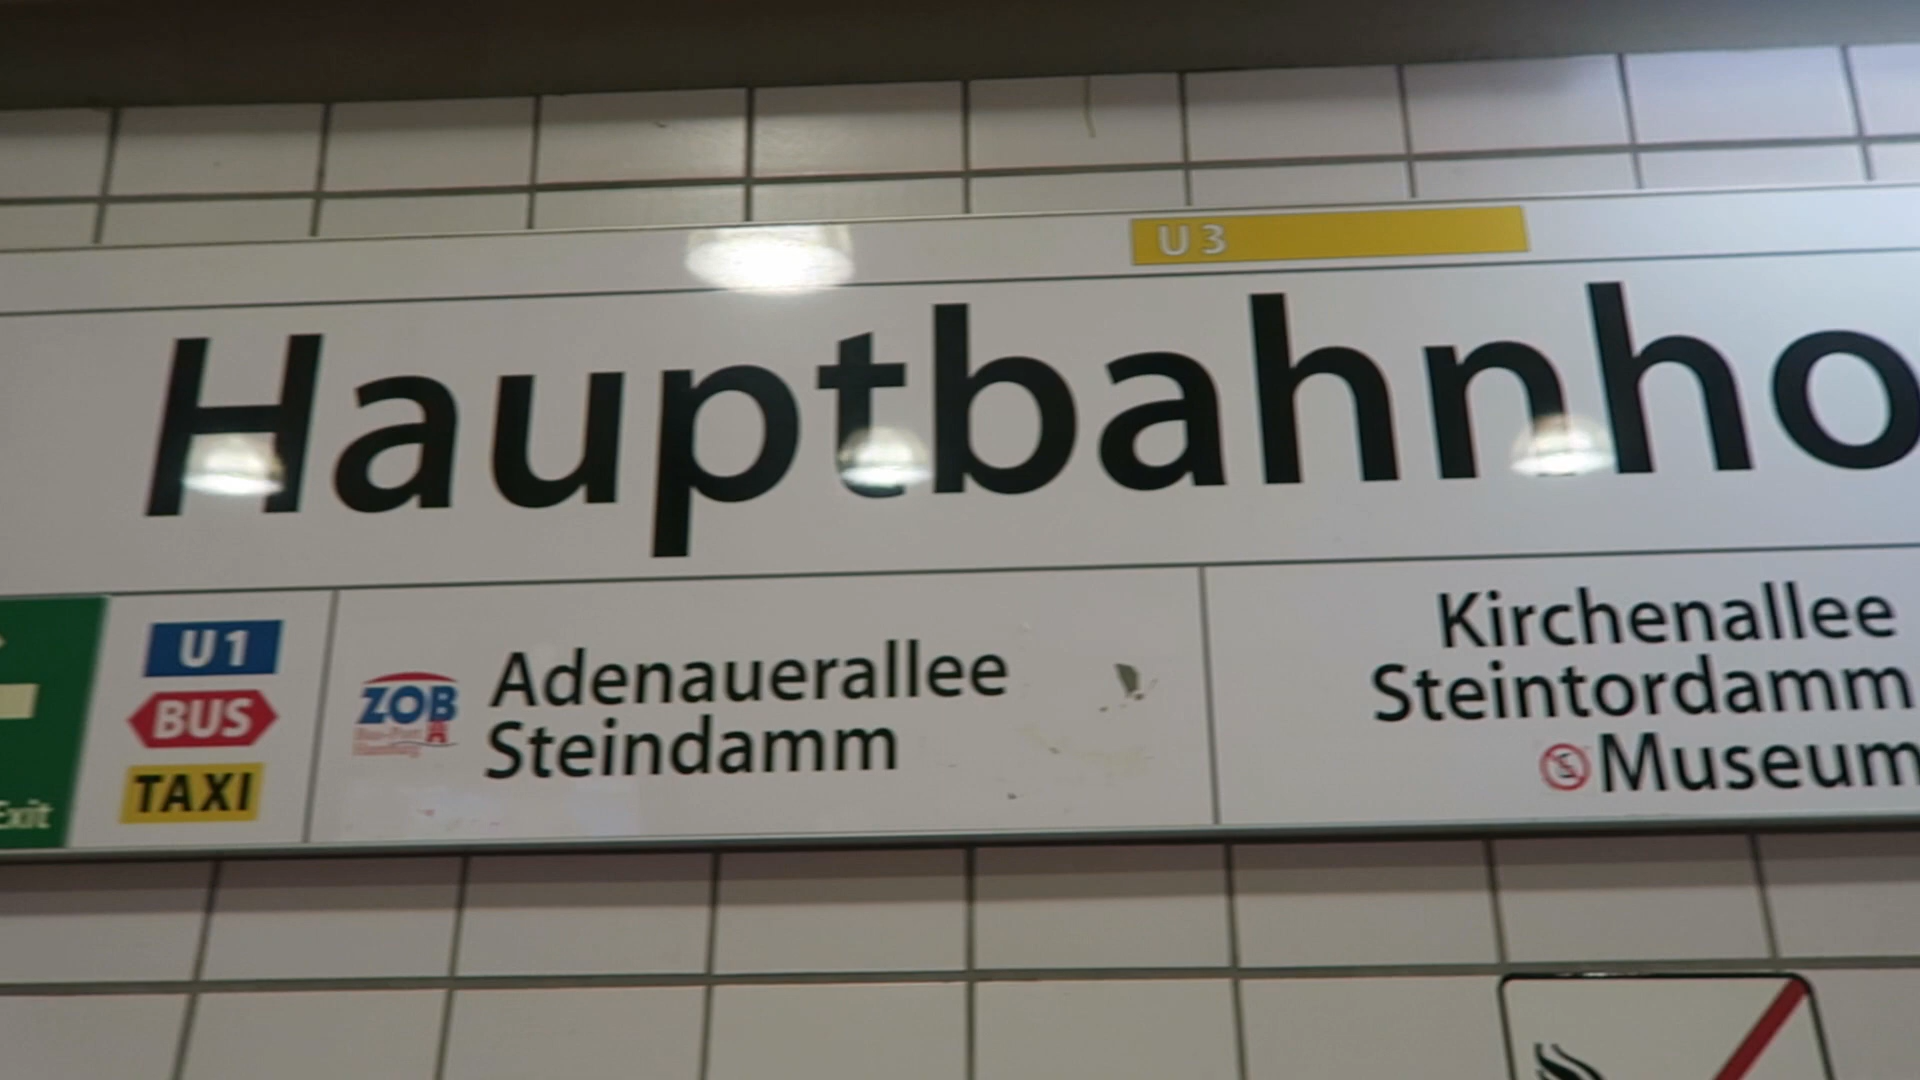 U3
Hauptbahnho
Exit
U1
BUS
TAXI
ZOB
Adenauerallee
Steindamm
Kirchenallee
Steintordamm
Museum